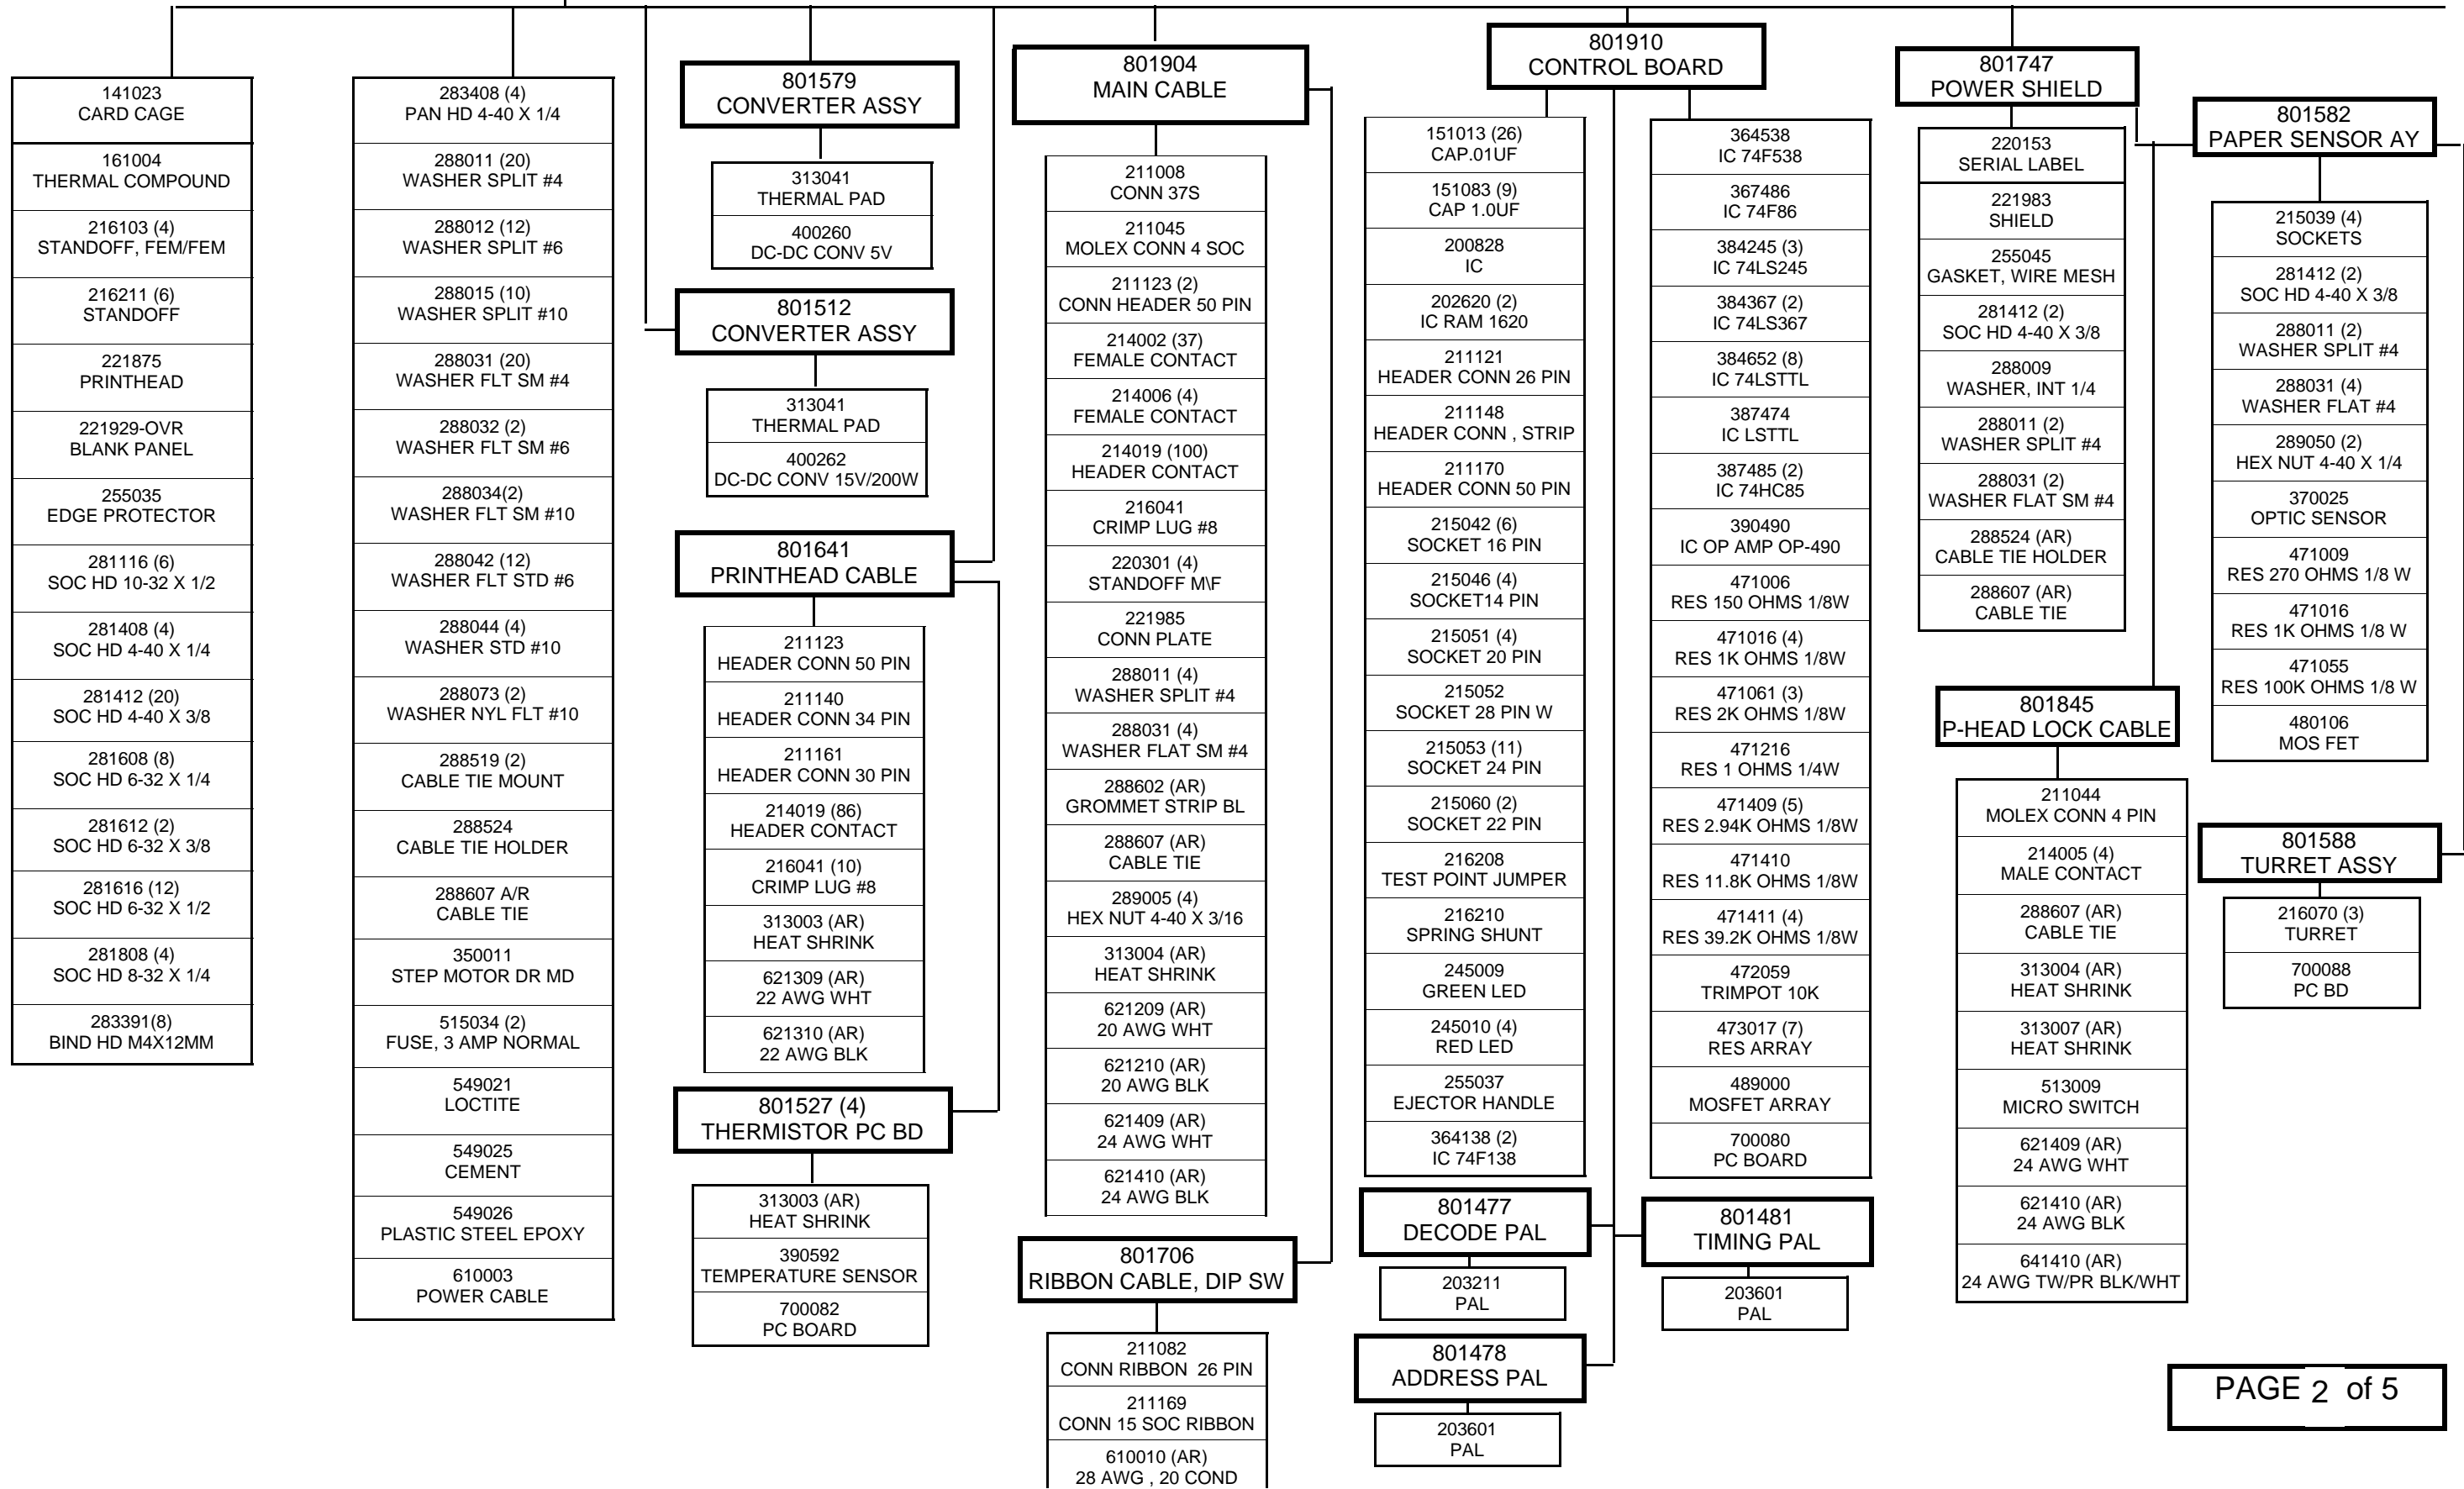 141023
CARD CAGE
161004
THERMAL COMPOUND
216103 (4)
STANDOFF, FEM/FEM
216211 (6)
STANDOFF
221875
PRINTHEAD
221929-OVR
BLANK PANEL
255035
EDGE PROTECTOR
281116 (6)
SOC HD 10-32 X 1/2
281408 (4)
SOC HD 4-40 X 1/4
281412 (20)
SOC HD 4-40 X 3/8
281608 (8)
SOC HD 6-32 X 1/4
281612 (2)
SOC HD 6-32 X 3/8
281616 (12)
SOC HD 6-32 X 1/2
281808 (4)
SOC HD 8-32 X 1/4
283391(8)
BIND HD M4X12MM
283408 (4)
PAN HD 4-40 X 1/4
288011 (20)
WASHER SPLIT #4
288012 (12)
WASHER SPLIT #6
288015 (10)
WASHER SPLIT #10
288031 (20)
WASHER FLT SM #4
288032 (2)
WASHER FLT SM #6
288034(2)
WASHER FLT SM #10
288042 (12)
WASHER FLT STD #6
288044 (4)
WASHER STD #10
288073 (2)
WASHER NYL FLT #10
288519 (2)
CABLE TIE MOUNT
288524
CABLE TIE HOLDER
288607 A/R
CABLE TIE
350011
STEP MOTOR DR MD
515034 (2)
FUSE, 3 AMP NORMAL
549021
LOCTITE
549025
CEMENT
549026
PLASTIC STEEL EPOXY
610003
POWER CABLE
801579
CONVERTER ASSY
313041
THERMAL PAD
400260
DC-DC CONV 5V
801512
CONVERTER ASSY
313041
THERMAL PAD
400262
DC-DC CONV 15V/200W
801641
PRINTHEAD CABLE
211123
HEADER CONN 50 PIN
211140
HEADER CONN 34 PIN
211161
HEADER CONN 30 PIN
214019 (86)
HEADER CONTACT
216041 (10)
CRIMP LUG #8
313003 (AR)
HEAT SHRINK
621309 (AR)
22 AWG WHT
621310 (AR)
22 AWG BLK
801527 (4)
THERMISTOR PC BD
313003 (AR)
HEAT SHRINK
390592
TEMPERATURE SENSOR
700082
PC BOARD
801904
MAIN CABLE
211008
CONN 37S
211045
MOLEX CONN 4 SOC
211123 (2)
CONN HEADER 50 PIN
214002 (37)
FEMALE CONTACT
214006 (4)
FEMALE CONTACT
214019 (100)
HEADER CONTACT
216041
CRIMP LUG #8
220301 (4)
STANDOFF M\F
221985
CONN PLATE
288011 (4)
WASHER SPLIT #4
288031 (4)
WASHER FLAT SM #4
288602 (AR)
GROMMET STRIP BL
288607 (AR)
CABLE TIE
289005 (4)
HEX NUT 4-40 X 3/16
313004 (AR)
HEAT SHRINK
621209 (AR)
20 AWG WHT
621210 (AR)
20 AWG BLK
621409 (AR)
24 AWG WHT
621410 (AR)
24 AWG BLK
801706
RIBBON CABLE, DIP SW
211082
CONN RIBBON 26 PIN
211169
CONN 15 SOC RIBBON
610010 (AR)
28 AWG , 20 COND
801910
CONTROL BOARD
151013 (26)
CAP.01UF
151083 (9)
CAP 1.0UF
200828
IC
202620 (2)
IC RAM 1620
211121
HEADER CONN 26 PIN
211148
HEADER CONN , STRIP
211170
HEADER CONN 50 PIN
215042 (6)
SOCKET 16 PIN
215046 (4)
SOCKET14 PIN
215051 (4)
SOCKET 20 PIN
215052
SOCKET 28 PIN W
215053 (11)
SOCKET 24 PIN
215060 (2)
SOCKET 22 PIN
216208
TEST POINT JUMPER
216210
SPRING SHUNT
245009
GREEN LED
245010 (4)
RED LED
255037
EJECTOR HANDLE
364138 (2)
IC 74F138
364538
IC 74F538
367486
IC 74F86
384245 (3)
IC 74LS245
384367 (2)
IC 74LS367
384652 (8)
IC 74LSTTL
387474
IC LSTTL
387485 (2)
IC 74HC85
390490
IC OP AMP OP-490
471006
RES 150 OHMS 1/8W
471016 (4)
RES 1K OHMS 1/8W
471061 (3)
RES 2K OHMS 1/8W
471216
RES 1 OHMS 1/4W
471409 (5)
RES 2.94K OHMS 1/8W
471410
RES 11.8K OHMS 1/8W
471411 (4)
RES 39.2K OHMS 1/8W
472059
TRIMPOT 10K
473017 (7)
RES ARRAY
489000
MOSFET ARRAY
700080
PC BOARD
801477
DECODE PAL
203211
PAL
801481
TIMING PAL
203601
PAL
801478
ADDRESS PAL
203601
PAL
801747
POWER SHIELD
220153
SERIAL LABEL
221983
SHIELD
255045
GASKET, WIRE MESH
281412 (2)
SOC HD 4-40 X 3/8
288009
WASHER, INT 1/4
288011 (2)
WASHER SPLIT #4
288031 (2)
WASHER FLAT SM #4
288524 (AR)
CABLE TIE HOLDER
288607 (AR)
CABLE TIE
801845
P-HEAD LOCK CABLE
211044
MOLEX CONN 4 PIN
214005 (4)
MALE CONTACT
288607 (AR)
CABLE TIE
313004 (AR)
HEAT SHRINK
313007 (AR)
HEAT SHRINK
513009
MICRO SWITCH
621409 (AR)
24 AWG WHT
621410 (AR)
24 AWG BLK
641410 (AR)
24 AWG TW/PR BLK/WHT
801582
PAPER SENSOR AY
215039 (4)
SOCKETS
281412 (2)
SOC HD 4-40 X 3/8
288011 (2)
WASHER SPLIT #4
288031 (4)
WASHER FLAT #4
289050 (2)
HEX NUT 4-40 X 1/4
370025
OPTIC SENSOR
471009
RES 270 OHMS 1/8 W
471016
RES 1K OHMS 1/8 W
471055
RES 100K OHMS 1/8 W
480106
MOS FET
801588
TURRET ASSY
216070 (3)
TURRET
700088
PC BD
PAGE 2 of 5